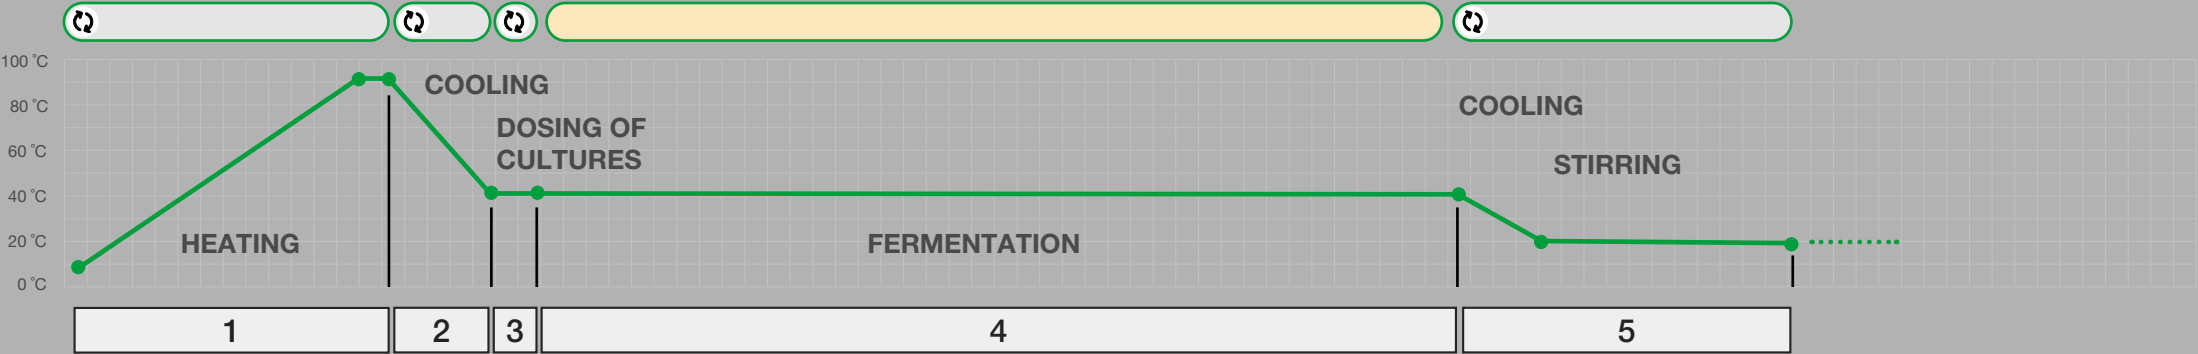 100 °C
80 °C
60 °C
40 °C
20 °C
0 °C
COOLING
DOSING OF
CULTURES
HEATING
FERMENTATION
COOLING
STIRRING
1
2
3
4
5